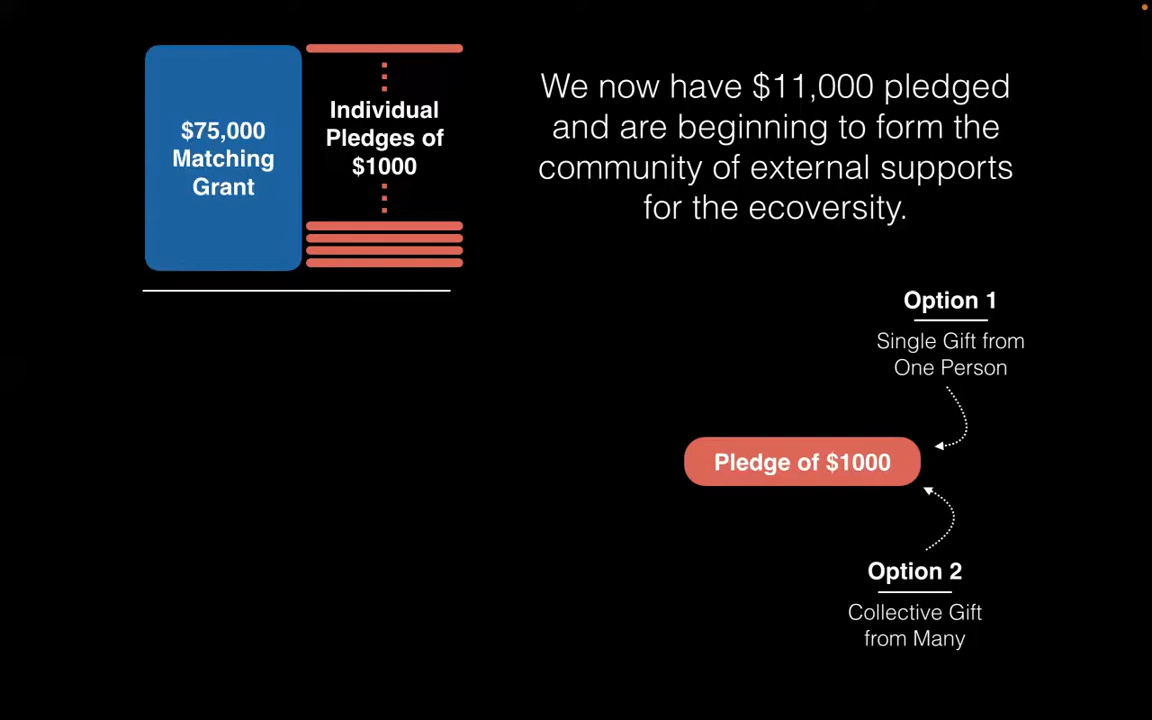 $75,000
Matching
Grant
Individual
Pledges of
$1000
We now have $11,000 pledged
and are beginning to form the
community of external supports
for the ecoversity.
Option 1
Single Gift from
One Person
Pledge of $1000
Option 2
Collective Gift
from Many